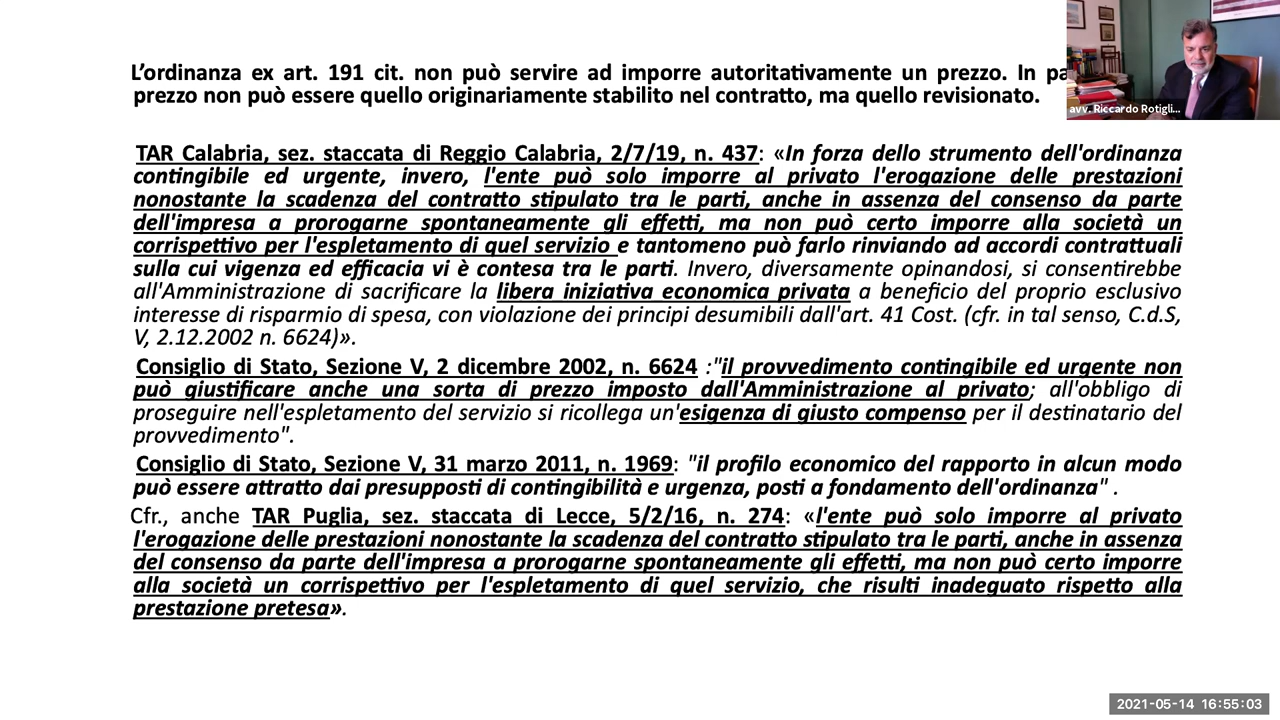 L'ordinanza ex art. 191 cit. non può servire ad imporre autoritativamente un prezzo. In pa
prezzo non può essere quello originariamente stabilito nel contratto, ma quello revisionato.
avv. Riccardo Rotigli...
TAR Calabria, sez. staccata di Reggio Calabria, 2/7/19, n. 437: «In forza dello strumento dell'ordinanza
contingibile ed urgente, invero, l'ente può solo imporre al privato l'erogazione delle prestazioni
nonostante la scadenza del contratto stipulato tra le parti, anche in assenza del consenso da parte
dell'impresa a prorogarne spontaneamente gli effetti, ma non può certo imporre alla società un
corrispettivo per l'espletamento di quel servizio e tantomeno può farlo rinviando ad accordi contrattuali
sulla cui vigenza ed efficacia vi è contesa tra le parti. Invero, diversamente opinandosi, si consentirebbe
all'Amministrazione di sacrificare la libera iniziativa economica privata a beneficio del proprio esclusivo
interesse di risparmio di spesa, con violazione dei principi desumibili dall'art. 41 Cost. (cfr. in tal senso, C.d.S,
V, 2.12.2002 n. 6624)».
Consiglio di Stato, Sezione V, 2 dicembre 2002, n. 6624 :"il provvedimento contingibile ed urgente non
può giustificare anche una sorta di prezzo imposto dall'Amministrazione al privato; all'obbligo di
proseguire nell'espletamento del servizio si ricollega un'esigenza di giusto compenso per il destinatario del
provvedimento".
Consiglio di Stato, Sezione V, 31 marzo 2011, n. 1969: "il profilo economico del rapporto in alcun modo
può essere attratto dai presupposti di contingibilità e urgenza, posti a fondamento dell'ordinanza" .
Cfr., anche TAR Puglia, sez. staccata di Lecce, 5/2/16, n. 274: «l'ente può solo imporre al privato
l'erogazione delle prestazioni nonostante la scadenza del contratto stipulato tra le parti, anche in assenza
del consenso da parte dell'impresa a prorogarne spontaneamente gli effetti, ma non può certo imporre
alla società un corrispettivo per l'espletamento di quel servizio, che risulti inadeguato rispetto alla
prestazione pretesa».
2021-05-14 16:55:03